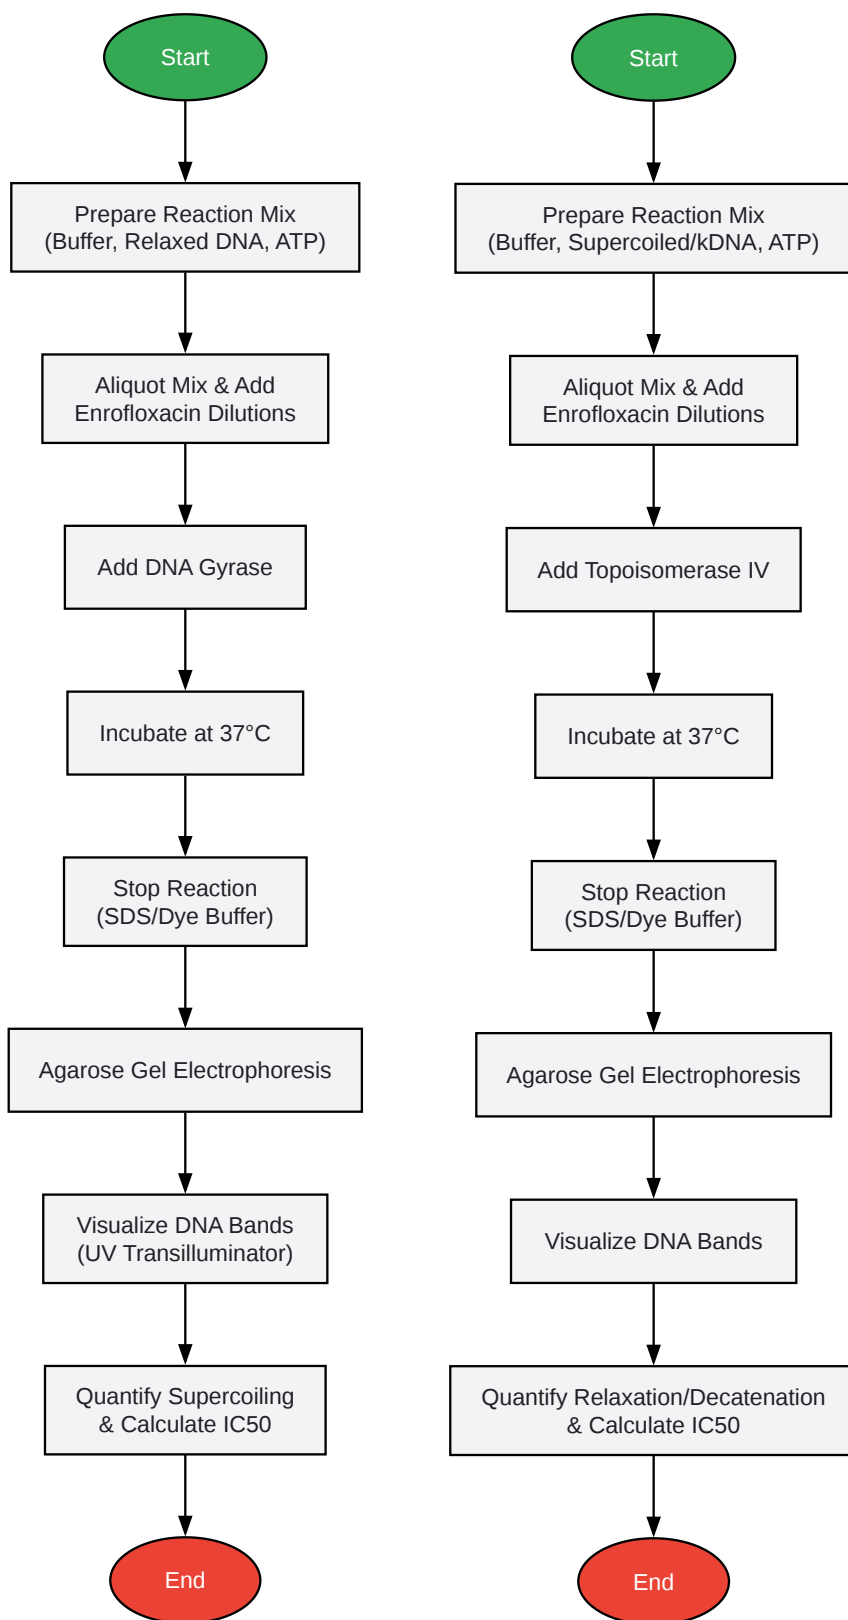 Start
Prepare Reaction Mix
(Buffer, Relaxed DNA, ATP)
Aliquot Mix & Add
Enrofloxacin Dilutions
Add DNA Gyrase
Incubate at 37°C
Stop Reaction
(SDS/Dye Buffer)
Agarose Gel Electrophoresis
Visualize DNA Bands
(UV Transilluminator)
Quantify Supercoiling
& Calculate IC50
End
Start
Prepare Reaction Mix
(Buffer, Supercoiled/kDNA, ATP)
Aliquot Mix & Add
Enrofloxacin Dilutions
Add Topoisomerase IV
Incubate at 37°C
Stop Reaction
(SDS/Dye Buffer)
Agarose Gel Electrophoresis
Visualize DNA Bands
Quantify Relaxation/Decatenation
& Calculate IC50
End